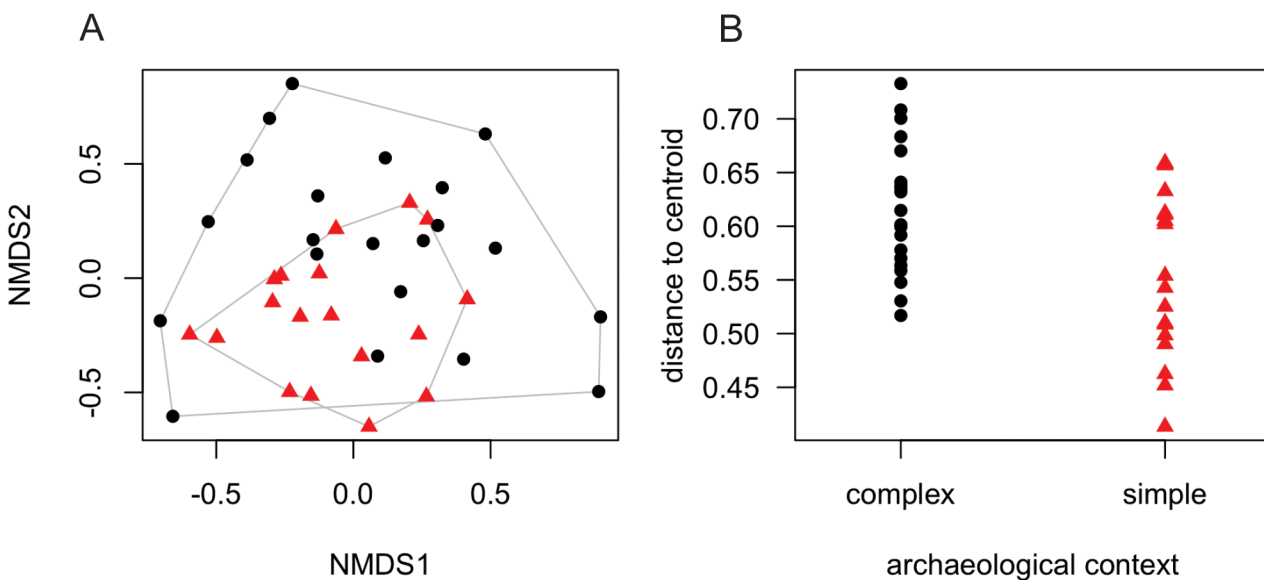 A
NMDS2
0.5
0.0
-0.5
-0.5
0.0
0.5
NMDS1
B
distance to centroid
0.70
0.65
0.60
0.55
0.50
0.45
complex
simple
archaeological context